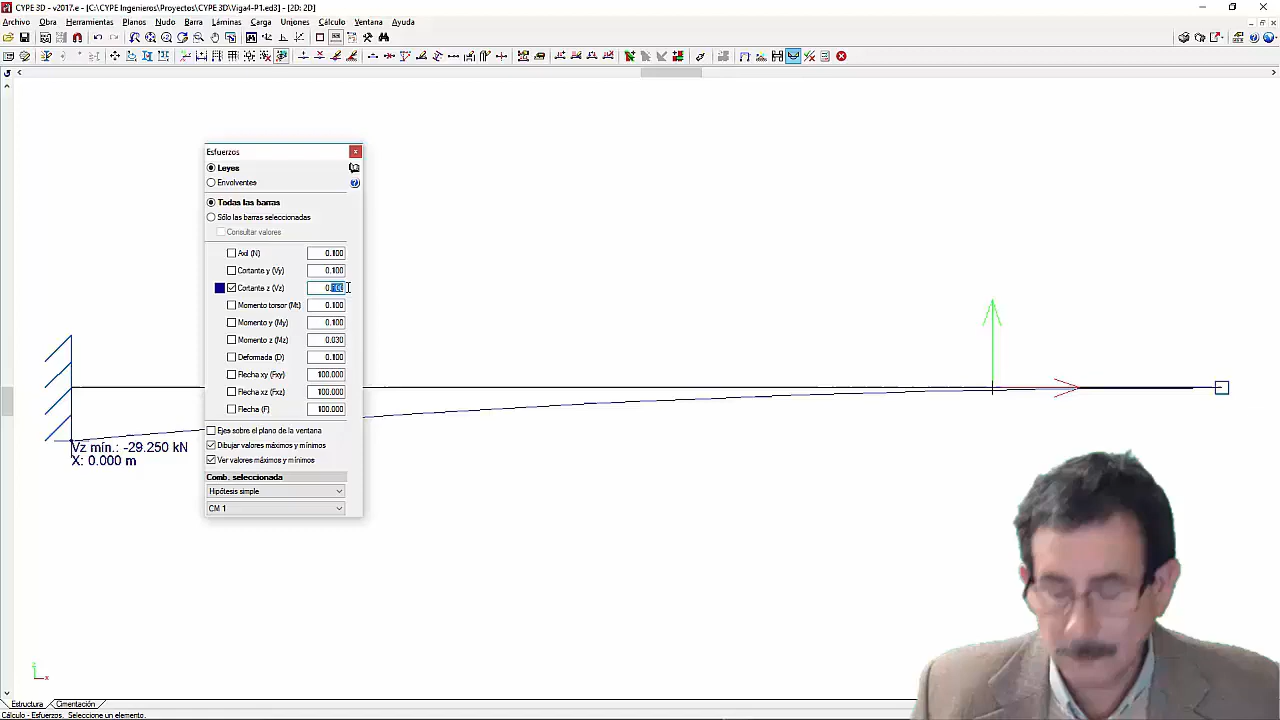 CYPE 3D - v2017.e - [C:\CYPE Ingenieros\Proyectos\CYPE 3D\Viga4-P1.ed3] - [2D: 2D]
Archivo Obra Herramientas Planos Nudo Barra Láminas Carga Uniones Cálculo Ventana Ayuda
Esfuerzos
Leyes
Envolventes
Todas las barras
Sólo las barras seleccionadas
Consultar valores
Axil (N) 0.100
Cortante y (Vy) 0.100
Cortante z (Vz)
Momento torsor (Mt) 0.100
Momento y (My) 0.100
Momento z (Mz) 0.030
Deformada (D) 0.100
Flecha xy (Fxy) 100.000
Flecha xz (Fxz) 100.000
Flecha (F) 100.000
Ejes sobre el plano de la ventana
Dibujar valores máximos y mínimos
Ver valores máximos y mínimos
Comb. seleccionada
Hipótesis simple
CM 1
Vz mín.: -29.250 kN
X: 0.000 m
x
Estructura Cimentación
Cálculo - Esfuerzos. Seleccione un elemento.